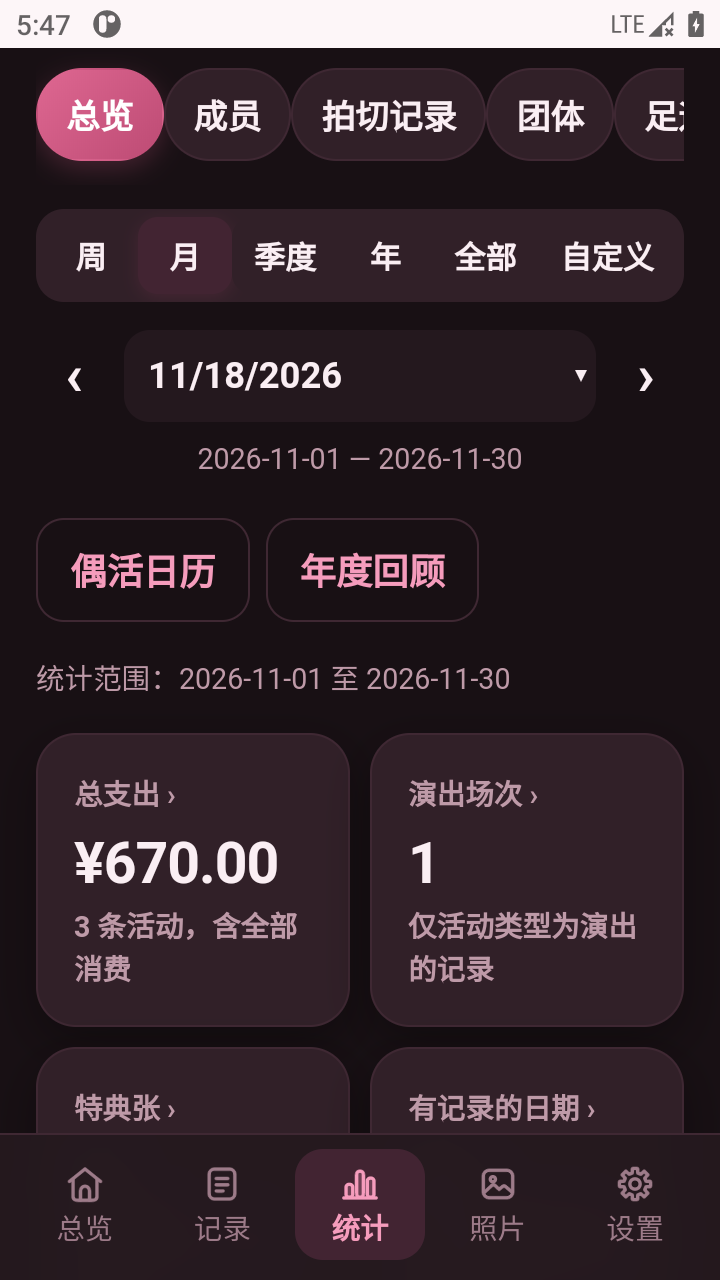 5:47 LTE
总览 成员 拍切记录 团体
周 月 季度 年 全部 自定义
‹ 11/18/2026 ▼ ›
2026-11-01 — 2026-11-30
偶活日历 年度回顾
统计范围：2026-11-01 至 2026-11-30
总支出 ›
¥670.00
3 条活动，含全部
消费
演出场次 ›
1
仅活动类型为演出
的记录
特典张 › 有记录的日期 ›
总览 记录 统计 照片 设置